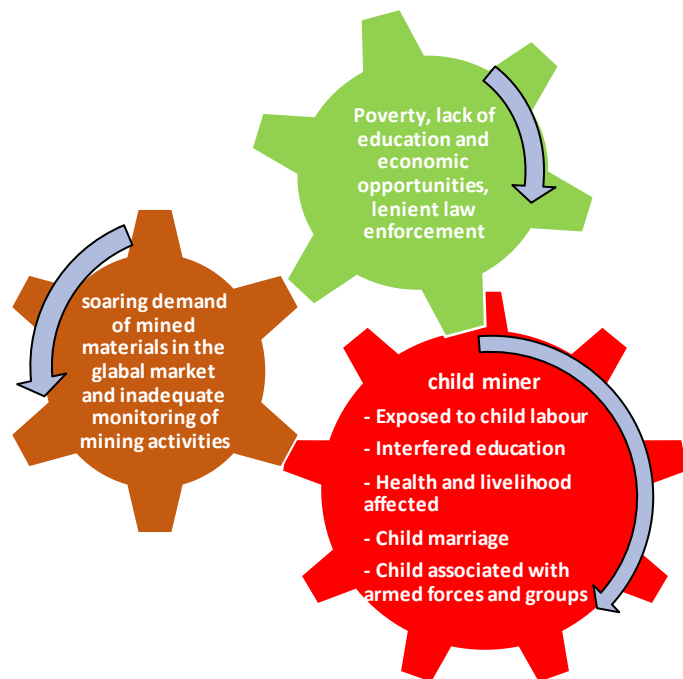 Poverty, lack of
education and
economic
opportunities,
lenient law
enforcement
soaring demand
of mined
materials in the
glabal market
and inadequate
monitoring of
mining activities
child miner
- Exposed to child labour
- Interfered education
- Health and livelihood
affected
- Child marriage
- Child associated with
armed forces and groups